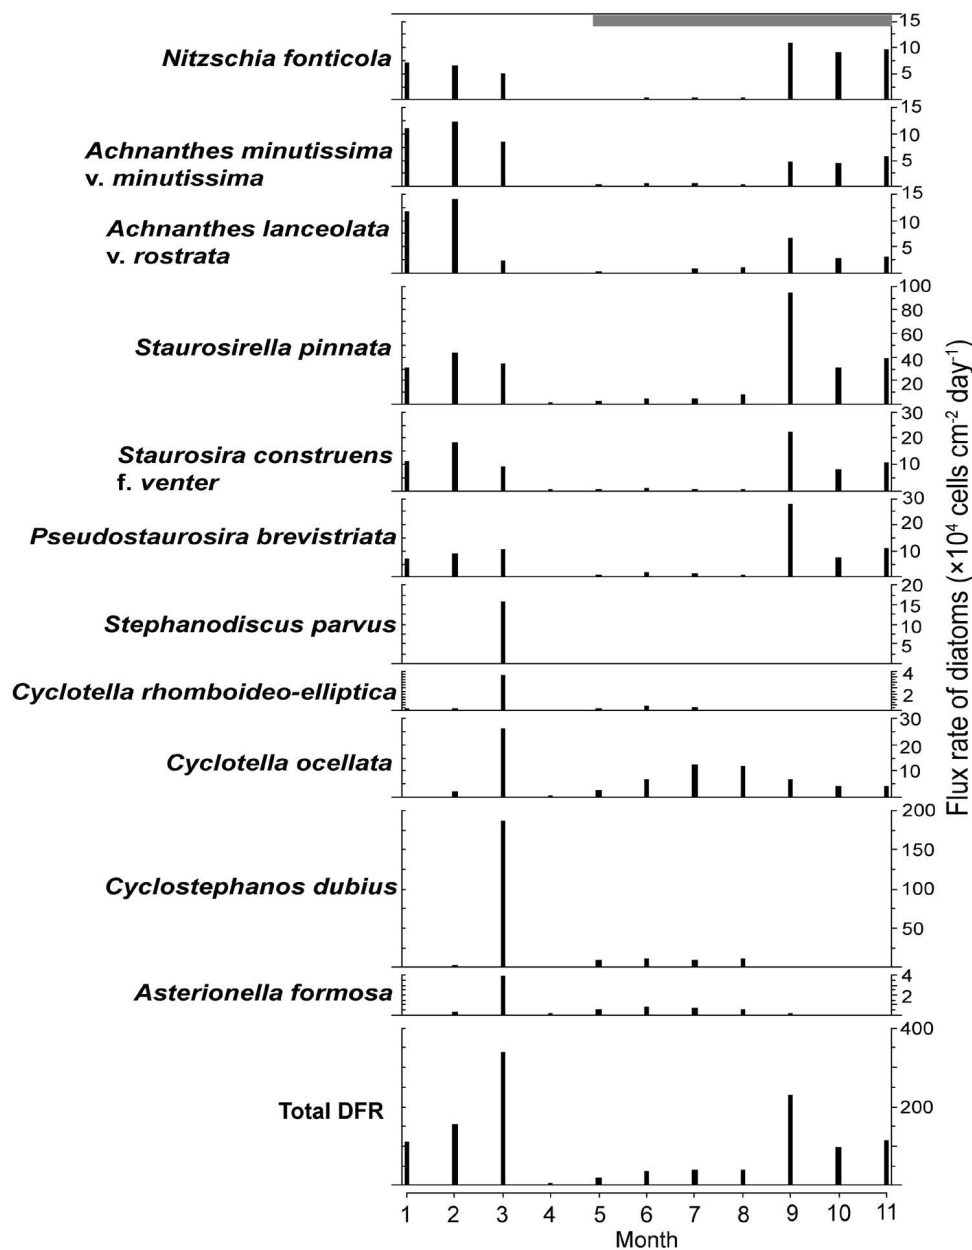 Nitzschia fonticola
15
10
5
Achnanthes minutissima
v. minutissima
15
10
5
Achnanthes lanceolata
v. rostrata
15
10
5
Staurosirella pinnata
100
80
60
40
20
Staurosira construens
f. venter
30
20
10
Pseudostaurosira brevistriata
30
20
10
Stephanodiscus parvus
20
15
10
5
Cyclotella rhomboideo-elliptica
4
2
Cyclotella ocellata
30
20
10
Cyclostephanos dubius
200
150
100
50
Asterionella formosa
4
2
Total DFR
400
200
1 2 3 4 5 6 7 8 9 10 11
Month
Flux rate of diatoms (×10⁴ cells cm⁻² day⁻¹)